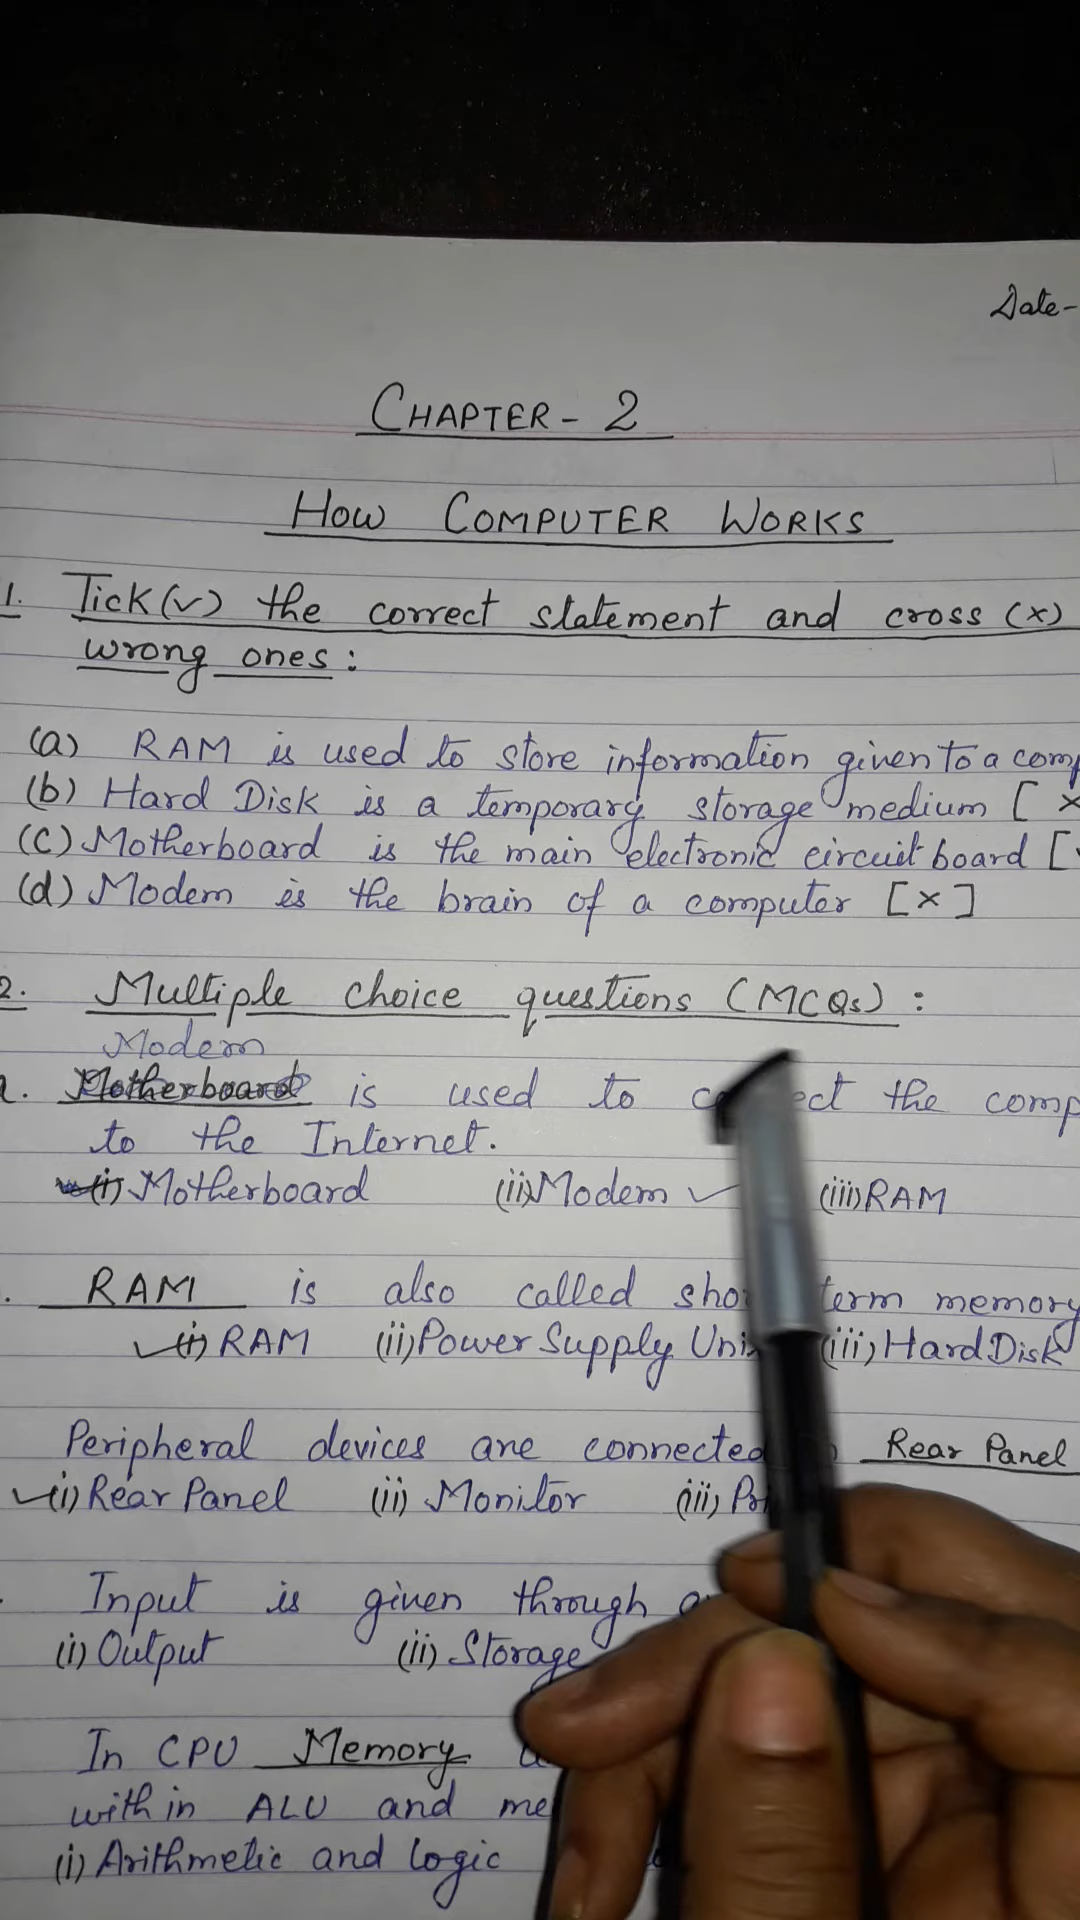 Date-
CHAPTER - 2
HOW COMPUTER WORKS
1. Tick (✓) the correct statement and cross (x)
wrong ones :
(a) RAM is used to store information given to a
(b) Hard Disk is a temporary storage medium [ x
(c) Motherboard is the main electronic circuit board [
(d) Modem is the brain of a computer [x]
2. Multiple choice questions (MCQs) :
Modem
Motherboard is used to the
to the Internet.
(i) Motherboard (ii) Modem ✓ (iii) RAM
RAM is also called term memory
✓(i) RAM (ii) Power Supply (iii) Hard Disk
Peripheral devices are connected Rear Panel
✓(i) Rear Panel (ii) Monitor (iii)
Input is given through
(i) Output (ii) Storage
In CPU Memory
with in ALU and
(i) Arithmetic and logic